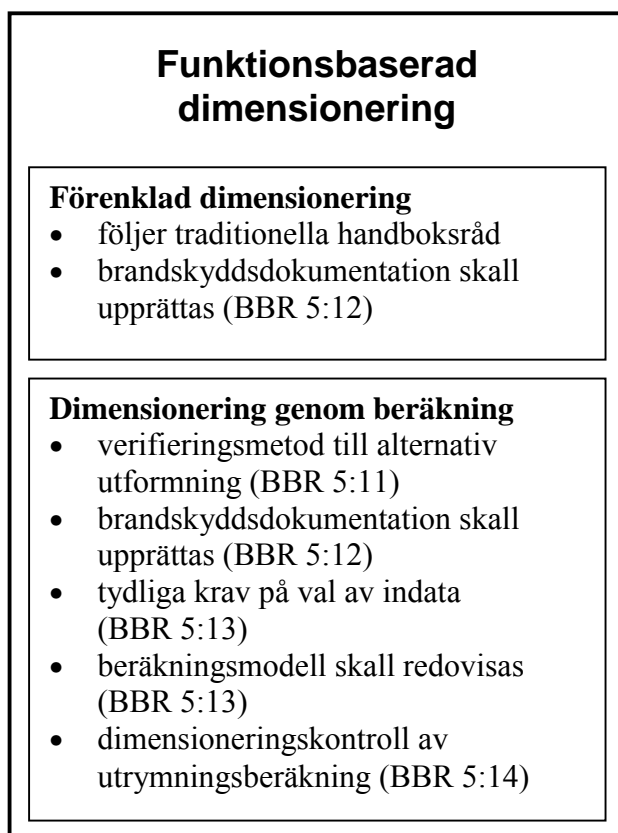 Funktionsbaserad
dimensionering
Förenklad dimensionering
• följer traditionella handboksråd
• brandskyddsdokumentation skall
upprättas (BBR 5:12)
Dimensionering genom beräkning
• verifieringsmetod till alternativ
utformning (BBR 5:11)
• brandskyddsdokumentation skall
upprättas (BBR 5:12)
• tydliga krav på val av indata
(BBR 5:13)
• beräkningsmodell skall redovisas
(BBR 5:13)
• dimensioneringskontroll av
utrymningsberäkning (BBR 5:14)